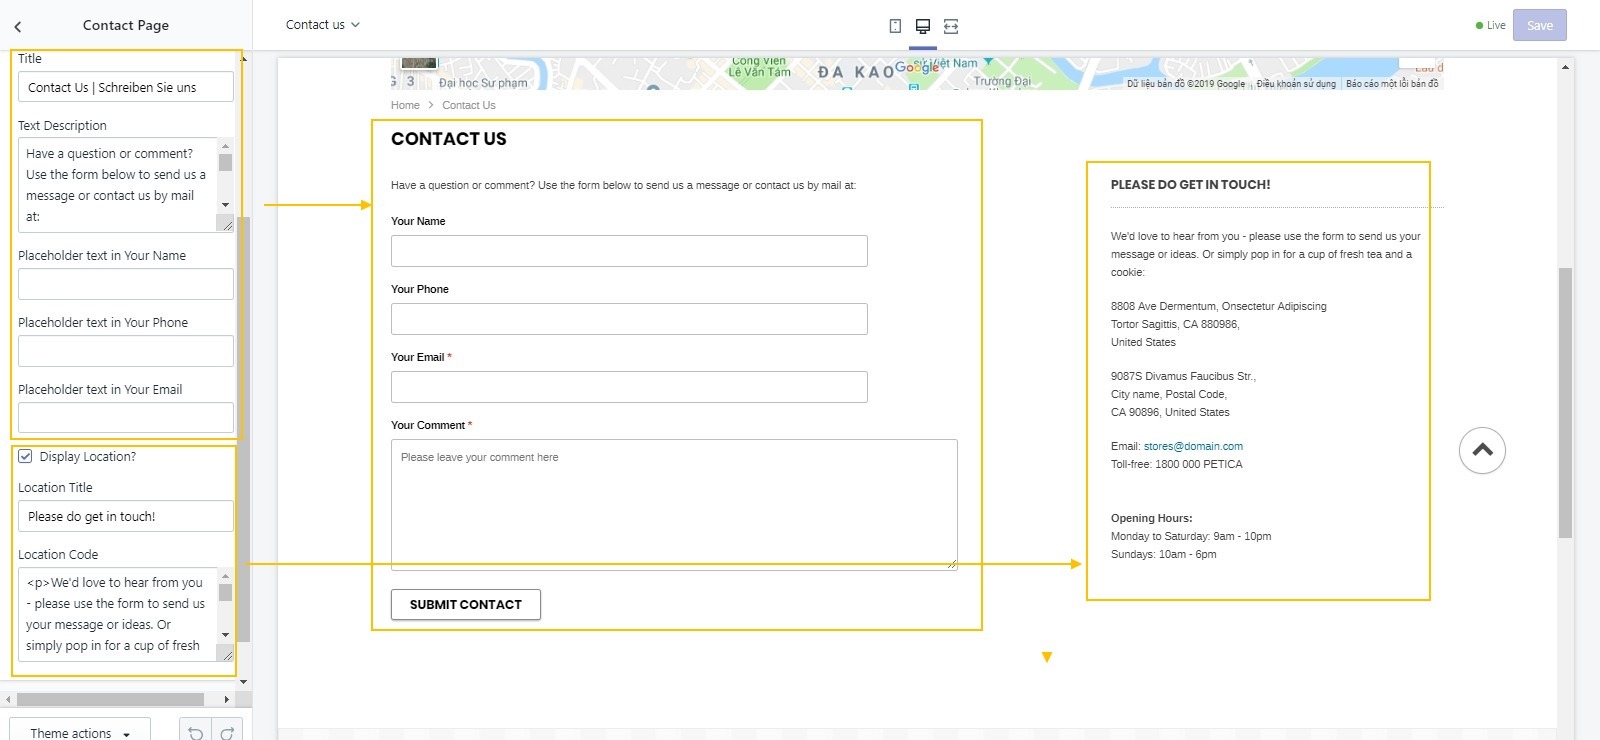 Contact Page
Contact us
Live
Save
Title
Contact Us | Schreiben Sie uns
Text Description
Have a question or comment?
Use the form below to send us a
message or contact us by mail
at:
Placeholder text in Your Name
Placeholder text in Your Phone
Placeholder text in Your Email
Display Location?
Location Title
Please do get in touch!
Location Code
<p>We'd love to hear from you
- please use the form to send us
your message or ideas. Or
simply pop in for a cup of fresh
Theme actions
3
Đại học Sư phạm
Công Viên
Lê Văn Tám
ĐA KAO
Google
sử Việt Nam
Trường Đại
Dữ liệu bản đồ ©2019 Google
Điều khoản sử dụng
Báo cáo một lỗi bản đồ
Home > Contact Us
CONTACT US
Have a question or comment? Use the form below to send us a message or contact us by mail at:
Your Name
Your Phone
Your Email *
Your Comment *
Please leave your comment here
SUBMIT CONTACT
PLEASE DO GET IN TOUCH!
We'd love to hear from you - please use the form to send us your
message or ideas. Or simply pop in for a cup of fresh tea and a
cookie:
8808 Ave Dermentum, Onsectetur Adipiscing
Tortor Sagittis, CA 880986,
United States
9087S Divamus Faucibus Str.,
City name, Postal Code,
CA 90896, United States
Email: stores@domain.com
Toll-free: 1800 000 PETICA
Opening Hours:
Monday to Saturday: 9am - 10pm
Sundays: 10am - 6pm